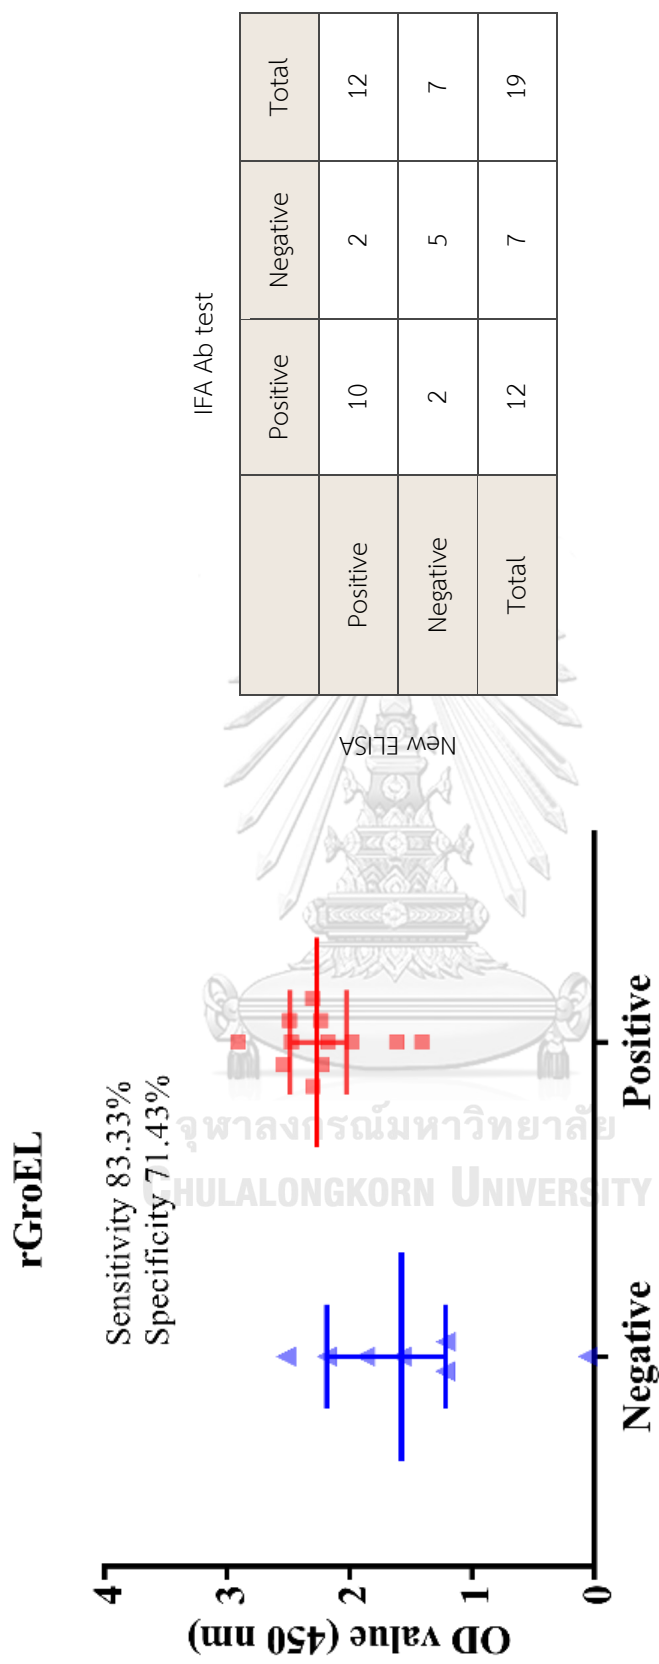 rGroEL
Sensitivity 83.33%
Specificity 71.43%
OD value (450 nm)
4
3
2
1
0
Negative
Positive
จุฬาลงกรณ์มหาวิทยาลัย
CHULALONGKORN UNIVERSITY
IFA Ab test
New ELISA
Positive Negative Total
Positive 10 2 12
Negative 2 5 7
Total 12 7 19